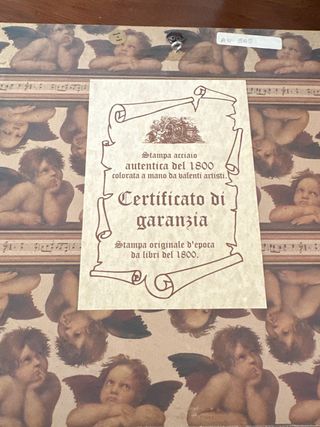 Stampa acciaio
autentica del 1800
colorata a mano da valenti artisti.
Certificato di
garanzia
Stampa originale d'epoca
da libri del 1800.